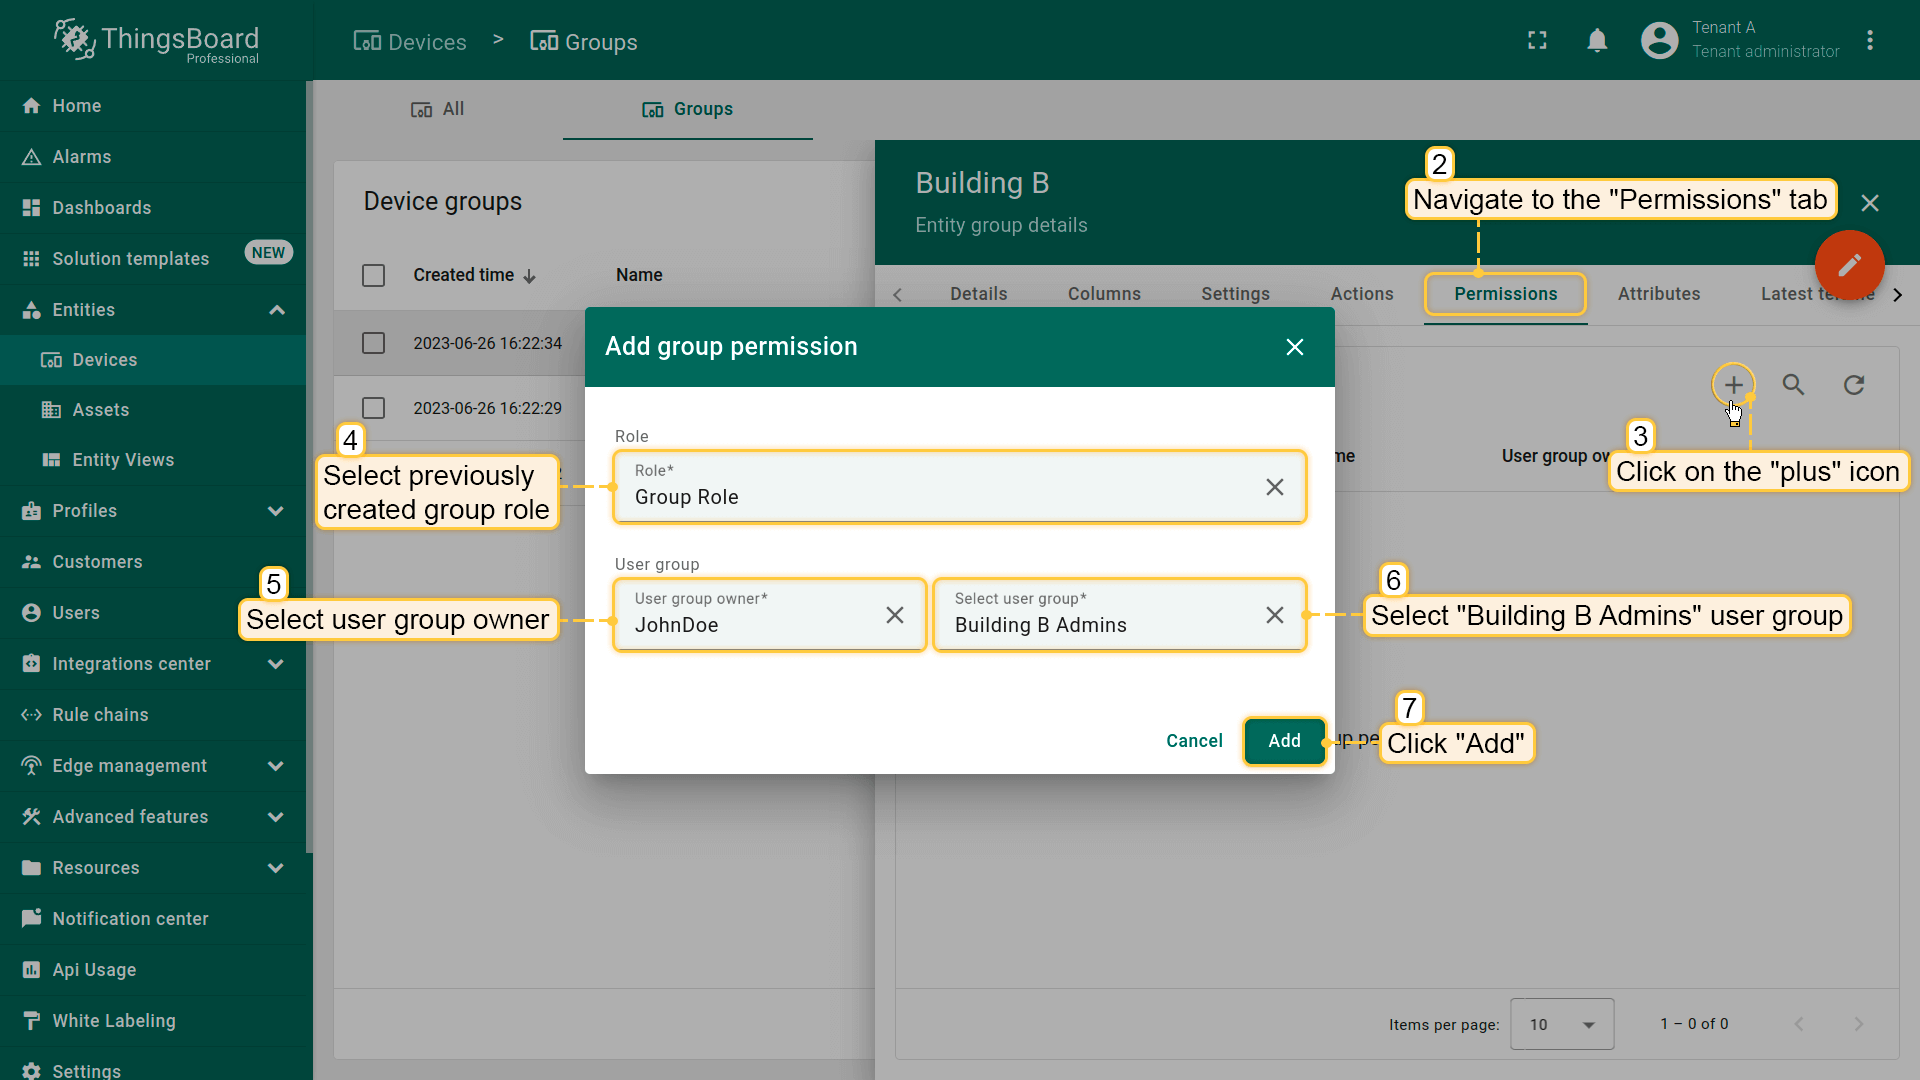 ThingsBoard
Professional
Devices > Groups
Tenant A
Tenant administrator
Home
Alarms
Dashboards
Solution templates NEW
Entities
Devices
Assets
Entity Views
Profiles
Customers
Users
Integrations center
Rule chains
Edge management
Advanced features
Resources
Notification center
Api Usage
White Labeling
Settings
All
Groups
Device groups
Created time Name
2023-06-26 16:22:34
2023-06-26 16:22:29
Building B
Entity group details
2
Navigate to the "Permissions" tab
Details Columns Settings Actions Permissions Attributes Latest
3
Click on the "plus" icon
User group
Add group permission
4
Select previously
created group role
Role
Role*
Group Role
User group
5
Select user group owner
User group owner*
JohnDoe
Select user group*
Building B Admins
6
Select "Building B Admins" user group
Cancel Add
7
Click "Add"
Items per page: 10 1 – 0 of 0